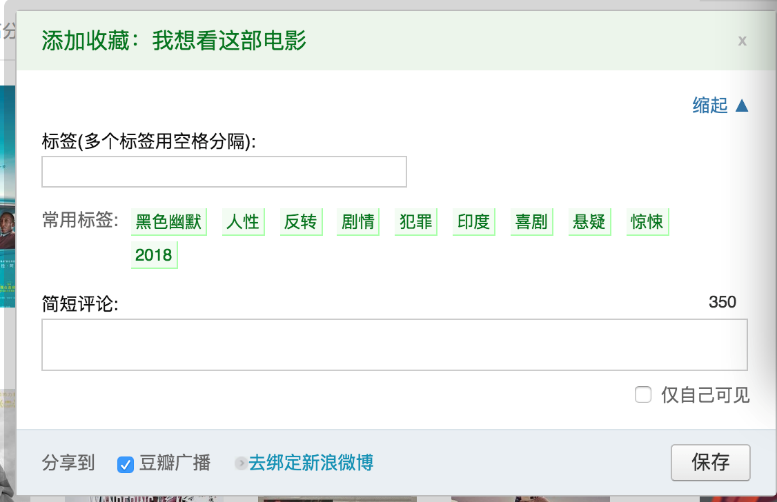 添加收藏：我想看这部电影
x
缩起 ▲
标签(多个标签用空格分隔):
常用标签: 黑色幽默 人性 反转 剧情 犯罪 印度 喜剧 悬疑 惊悚
2018
简短评论: 350
仅自己可见
分享到 豆瓣广播 去绑定新浪微博 保存